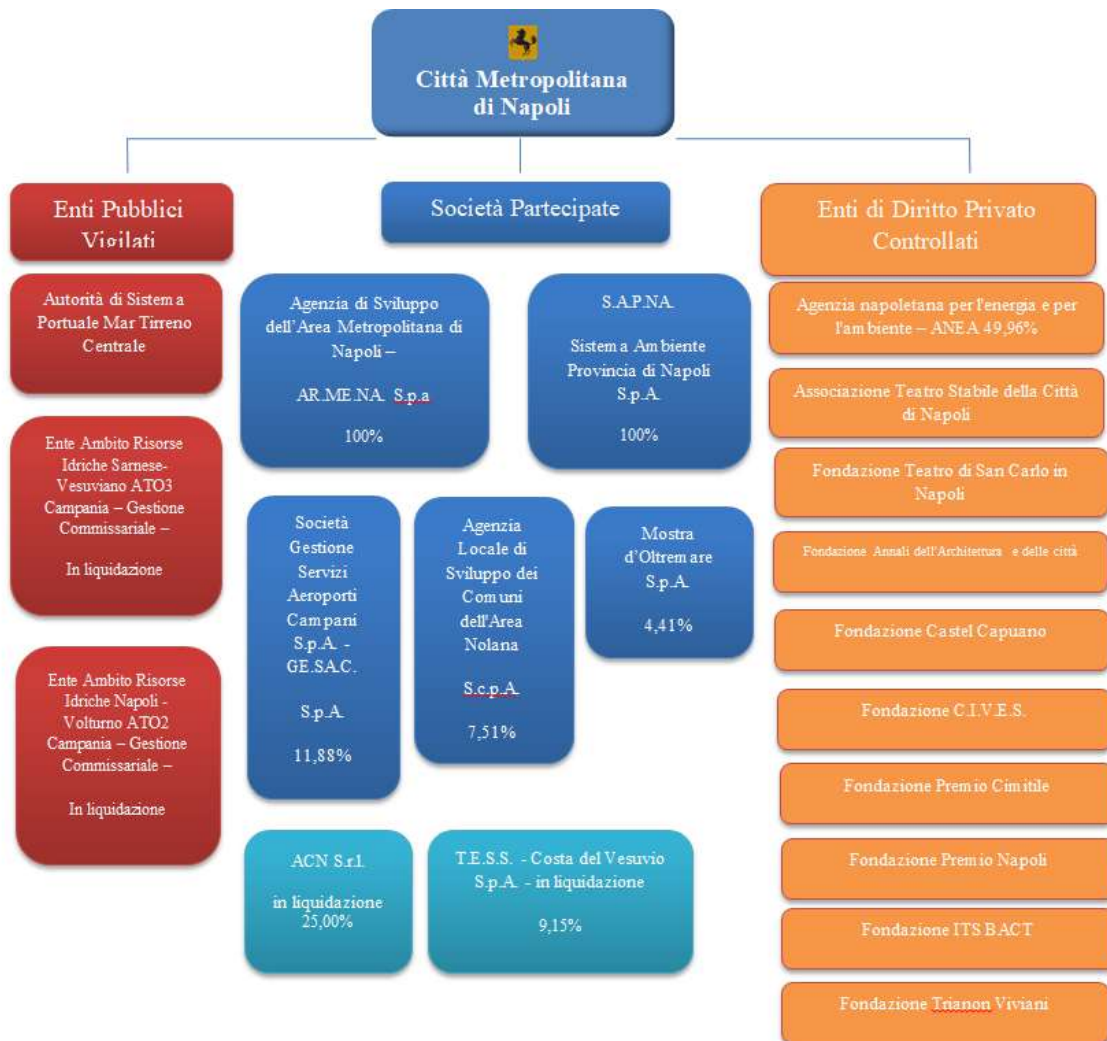 Città Metropolitana
di Napoli
Enti Pubblici
Vigilati
Autorità di Sistema
Portuale Mar Tirreno
Centrale
Ente Ambito Risorse
Idriche Sarnese-
Vesuviano ATO3
Campania – Gestione
Commissariale –
In liquidazione
Ente Ambito Risorse
Idriche Napoli -
Volturno ATO2
Campania – Gestione
Commissariale –
In liquidazione
Società Partecipate
Agenzia di Sviluppo
dell'Area Metropolitana di
Napoli –
AR.ME.NA. S.p.a
100%
S.A.P.NA.
Sistema Ambiente
Provincia di Napoli
S.p.A.
100%
Società
Gestione
Servizi
Aeroporti
Campani
S.p.A. -
GE.S.A.C.
S.p.A.
11,88%
Agenzia
Locale di
Sviluppo dei
Comuni
dell'Area
Nolana
S.c.p.A.
7,51%
Mostra
d'Oltremare
S.p.A.
4,41%
ACN S.r.l.
in liquidazione
25,00%
T.E.S.S. - Costa del Vesuvio
S.p.A. - in liquidazione
9,15%
Enti di Diritto Privato
Controllati
Agenzia napoletana per l'energia e per
l'ambiente – ANEA 49,96%
Associazione Teatro Stabile della Città
di Napoli
Fondazione Teatro di San Carlo in
Napoli
Fondazione Annali dell'Architettura e delle città
Fondazione Castel Capuano
Fondazione C.I.V.E.S.
Fondazione Premio Cimitile
Fondazione Premio Napoli
Fondazione ITS BACT
Fondazione Trianon Viviani